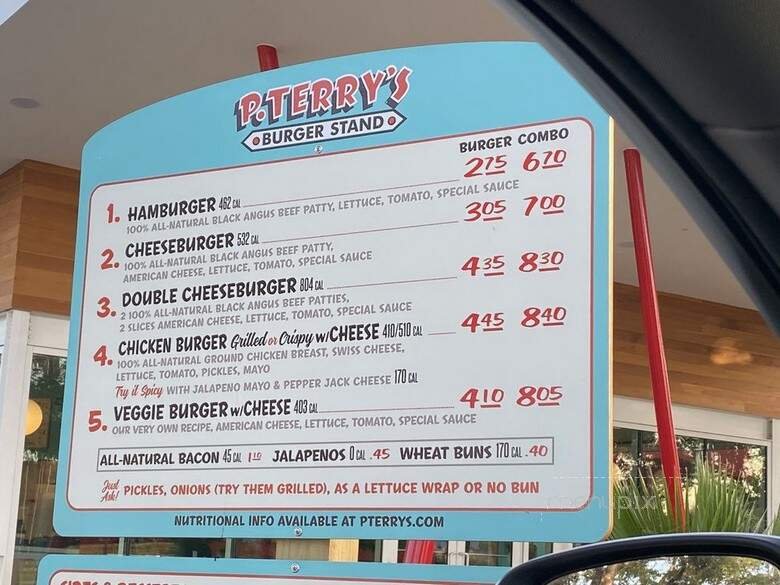 P. TERRY'S
• BURGER STAND •
BURGER COMBO
1. HAMBURGER 462 CAL 2.75 6.70
100% ALL-NATURAL BLACK ANGUS BEEF PATTY, LETTUCE, TOMATO, SPECIAL SAUCE
2. CHEESEBURGER 532 CAL 3.05 7.00
100% ALL-NATURAL BLACK ANGUS BEEF PATTY,
AMERICAN CHEESE, LETTUCE, TOMATO, SPECIAL SAUCE
3. DOUBLE CHEESEBURGER 804 CAL 4.35 8.30
2 100% ALL-NATURAL BLACK ANGUS BEEF PATTIES,
2 SLICES AMERICAN CHEESE, LETTUCE, TOMATO, SPECIAL SAUCE
4. CHICKEN BURGER Grilled or Crispy w/CHEESE 410/510 CAL 4.45 8.40
100% ALL-NATURAL GROUND CHICKEN BREAST, SWISS CHEESE,
LETTUCE, TOMATO, PICKLES, MAYO
Try it Spicy WITH JALAPENO MAYO & PEPPER JACK CHEESE 170 CAL
5. VEGGIE BURGER w/CHEESE 403 CAL 4.10 8.05
OUR VERY OWN RECIPE, AMERICAN CHEESE, LETTUCE, TOMATO, SPECIAL SAUCE
ALL-NATURAL BACON 45 CAL 1.10 JALAPENOS 0 CAL .45 WHEAT BUNS 170 CAL .40
Just Ask! PICKLES, ONIONS (TRY THEM GRILLED), AS A LETTUCE WRAP OR NO BUN
NUTRITIONAL INFO AVAILABLE AT PTERRYS.COM